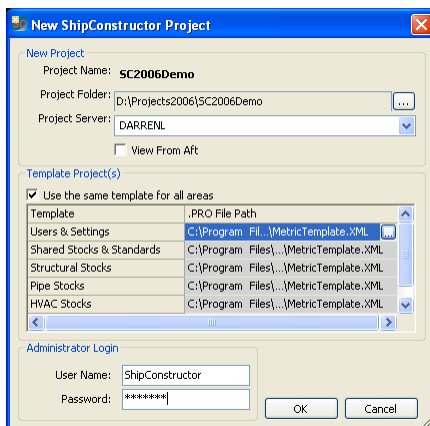 New ShipConstructor Project
New Project
Project Name: SC2006Demo
Project Folder: D:\Projects2006\SC2006Demo ...
Project Server: DARRENL
View From Aft
Template Project(s)
Use the same template for all areas
Template .PRO File Path
Users & Settings C:\Program Fil...\MetricTemplate.XML ...
Shared Stocks & Standards C:\Program Files\...\MetricTemplate.XML
Structural Stocks C:\Program Files\...\MetricTemplate.XML
Pipe Stocks C:\Program Files\...\MetricTemplate.XML
HVAC Stocks C:\Program Files\...\MetricTemplate.XML
Administrator Login
User Name: ShipConstructor
Password: *******
OK Cancel